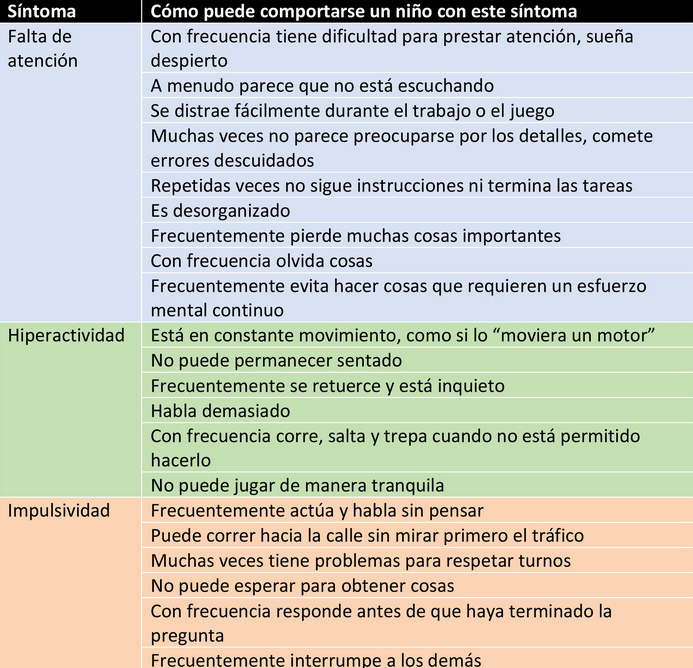 Síntoma Cómo puede comportarse un niño con este síntoma
Falta de Con frecuencia tiene dificultad para prestar atención, sueña
atención despierto
A menudo parece que no está escuchando
Se distrae fácilmente durante el trabajo o el juego
Muchas veces no parece preocuparse por los detalles, comete
errores descuidados
Repetidas veces no sigue instrucciones ni termina las tareas
Es desorganizado
Frecuentemente pierde muchas cosas importantes
Con frecuencia olvida cosas
Frecuentemente evita hacer cosas que requieren un esfuerzo
mental continuo
Hiperactividad Está en constante movimiento, como si lo “moviera un motor”
No puede permanecer sentado
Frecuentemente se retuerce y está inquieto
Habla demasiado
Con frecuencia corre, salta y trepa cuando no está permitido
hacerlo
No puede jugar de manera tranquila
Impulsividad Frecuentemente actúa y habla sin pensar
Puede correr hacia la calle sin mirar primero el tráfico
Muchas veces tiene problemas para respetar turnos
No puede esperar para obtener cosas
Con frecuencia responde antes de que haya terminado la
pregunta
Frecuentemente interrumpe a los demás